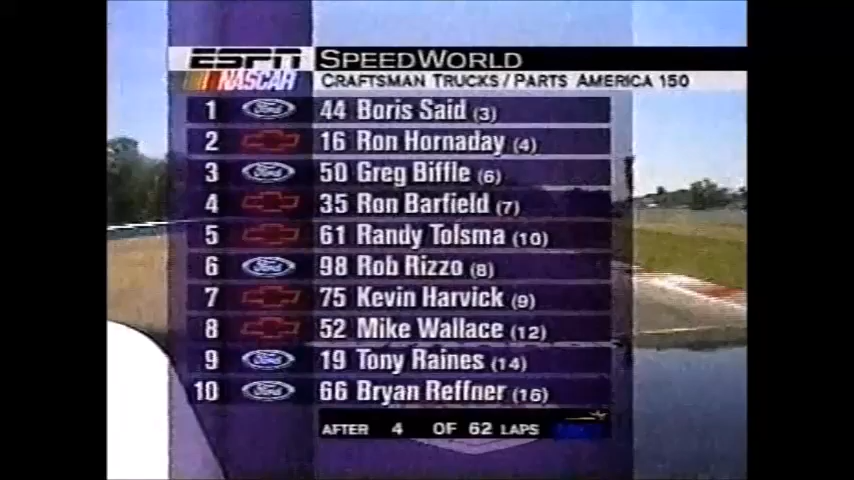 ESPN SPEEDWORLD
NASCAR CRAFTSMAN TRUCKS / PARTS AMERICA 150
1 Ford 44 Boris Said (3)
2 16 Ron Hornaday (4)
3 Ford 50 Greg Biffle (6)
4 35 Ron Barfield (7)
5 61 Randy Tolsma (10)
6 Ford 98 Rob Rizzo (8)
7 75 Kevin Harvick (9)
8 52 Mike Wallace (12)
9 Ford 19 Tony Raines (14)
10 Ford 66 Bryan Reffner (16)
AFTER 4 OF 62 LAPS